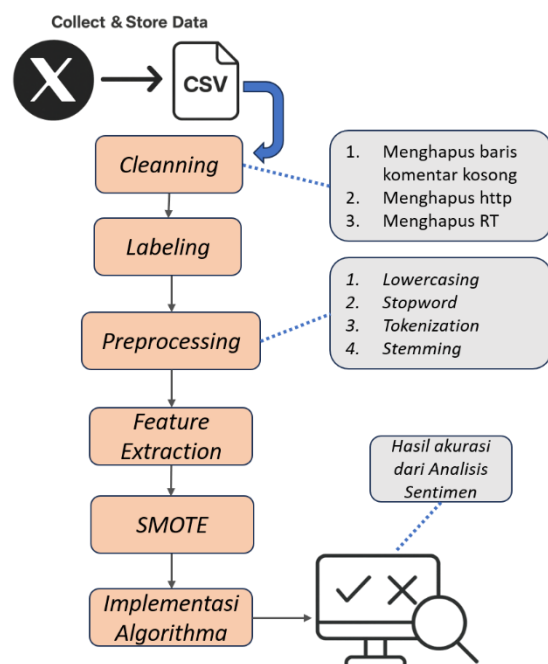 Collect & Store Data
X
CSV
Cleanning
1. Menghapus baris
komentar kosong
2. Menghapus http
3. Menghapus RT
Labeling
Preprocessing
1. Lowercasing
2. Stopword
3. Tokenization
4. Stemming
Feature
Extraction
SMOTE
Hasil akurasi
dari Analisis
Sentimen
Implementasi
Algorithma